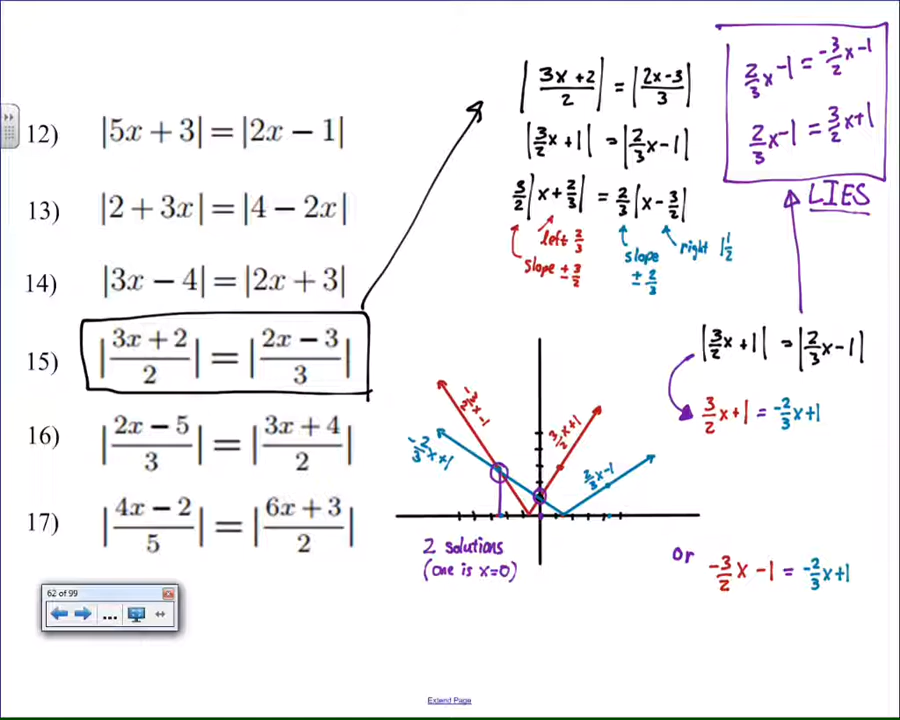 12) |5x + 3| = |2x − 1|
13) |2 + 3x| = |4 − 2x|
14) |3x − 4| = |2x + 3|
15) |(3x + 2)/2| = |(2x − 3)/3|
16) |(2x − 5)/3| = |(3x + 4)/2|
17) |(4x − 2)/5| = |(6x + 3)/2|
62 of 99
...
|(3x + 2)/2| = |(2x − 3)/3|
|3/2 x + 1| = |2/3 x − 1|
3/2 |x + 2/3| = 2/3 |x − 3/2|
left 2/3
slope ± 3/2
slope ± 2/3
right 1 1/2
2/3 x − 1 = −3/2 x − 1
2/3 x − 1 = 3/2 x + 1
LIES
|3/2 x + 1| = |2/3 x − 1|
3/2 x + 1 = −2/3 x + 1
or
−3/2 x − 1 = −2/3 x + 1
−3/2 x − 1
3/2 x + 1
2/3 x − 1
2 solutions
(one is x=0)
Extend Page